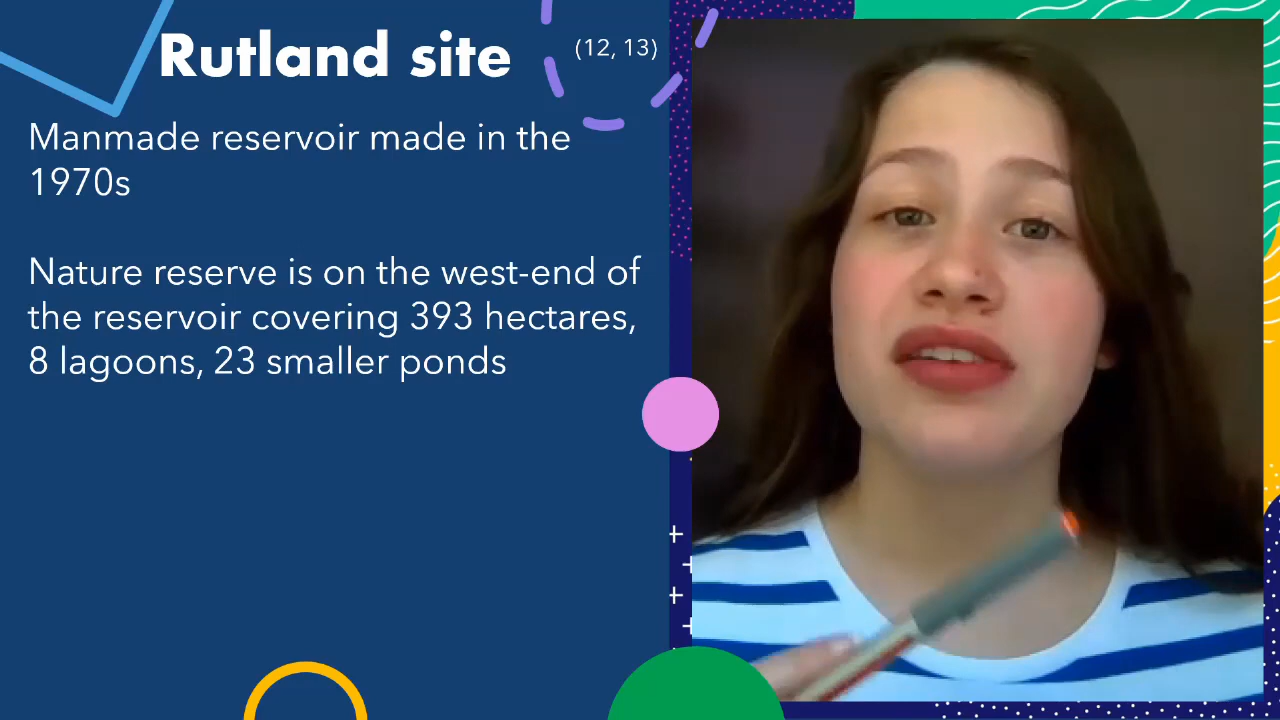 Rutland site
(12, 13)
Manmade reservoir made in the
1970s
Nature reserve is on the west-end of
the reservoir covering 393 hectares,
8 lagoons, 23 smaller ponds